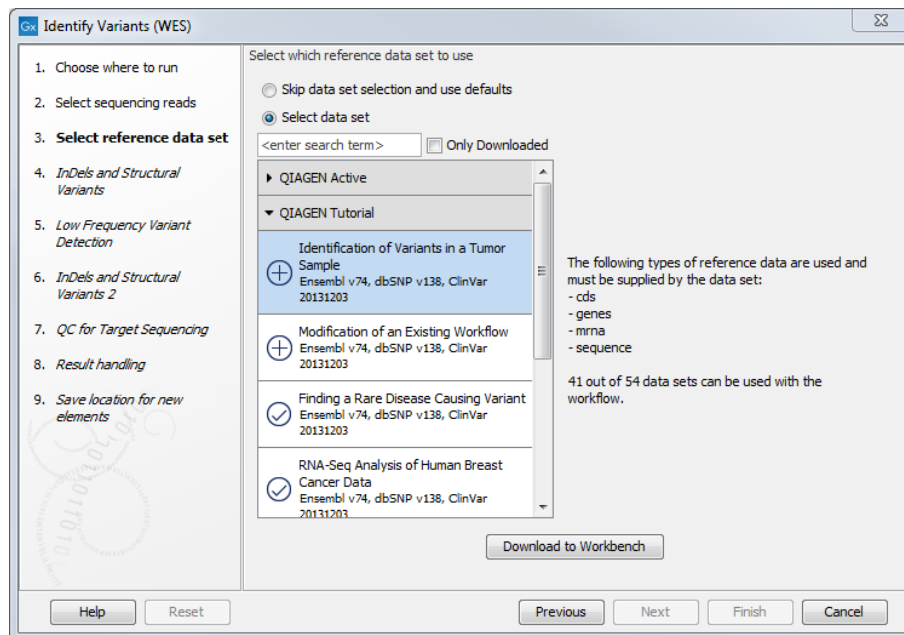 Gx Identify Variants (WES)
1. Choose where to run
2. Select sequencing reads
3. Select reference data set
4. InDels and Structural
Variants
5. Low Frequency Variant
Detection
6. InDels and Structural
Variants 2
7. QC for Target Sequencing
8. Result handling
9. Save location for new
elements
Select which reference data set to use
Skip data set selection and use defaults
Select data set
<enter search term> Only Downloaded
QIAGEN Active
QIAGEN Tutorial
Identification of Variants in a Tumor
Sample
Ensembl v74, dbSNP v138, ClinVar
20131203
Modification of an Existing Workflow
Ensembl v74, dbSNP v138, ClinVar
20131203
Finding a Rare Disease Causing Variant
Ensembl v74, dbSNP v138, ClinVar
20131203
RNA-Seq Analysis of Human Breast
Cancer Data
Ensembl v74, dbSNP v138, ClinVar
20131203
The following types of reference data are used and
must be supplied by the data set:
- cds
- genes
- mrna
- sequence
41 out of 54 data sets can be used with the
workflow.
Download to Workbench
Help Reset Previous Next Finish Cancel